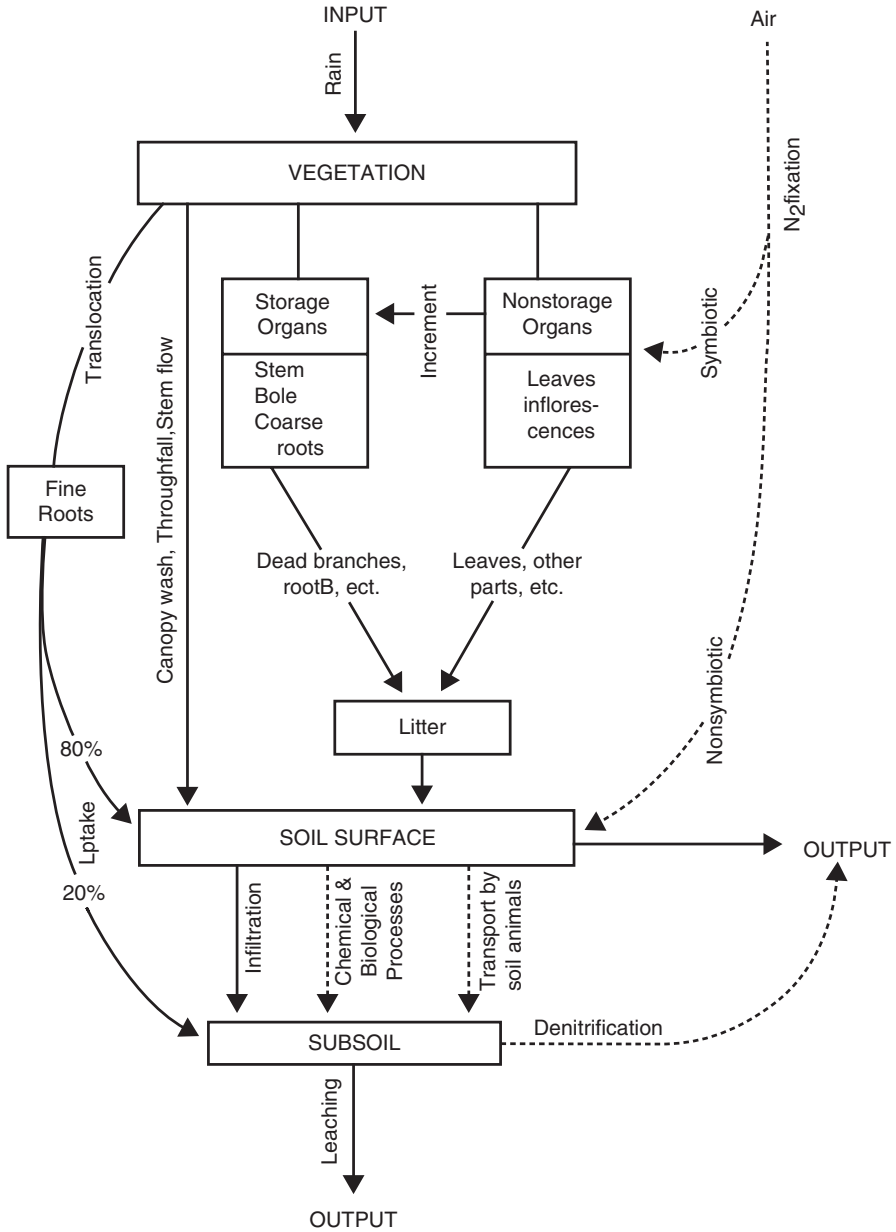 INPUT
Air
Rain
VEGETATION
N2fixation
Translocation
Storage
Organs
Increment
Nonstorage
Organs
Symbiotic
Stem
Bole
Coarse
roots
Leaves
inflores-
cences
Canopy wash, Throughfall,Stem flow
Fine
Roots
Dead branches,
rootB, ect.
Leaves, other
parts, etc.
Litter
Nonsymbiotic
80%
Lptake
20%
SOIL SURFACE
OUTPUT
Infiltration
Chemical &
Biological
Processes
Transport by
soil animals
SUBSOIL
Denitrification
Leaching
OUTPUT